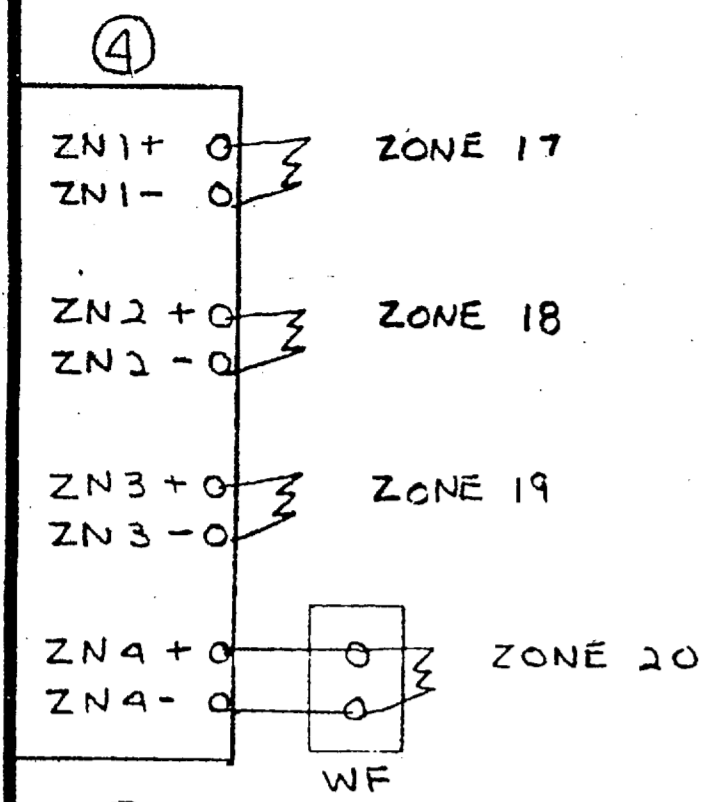 4
ZN1+ ZONE 17
ZN1-
ZN2+ ZONE 18
ZN2-
ZN3+ ZONE 19
ZN3-
ZN4+ ZONE 20
ZN4-
WF